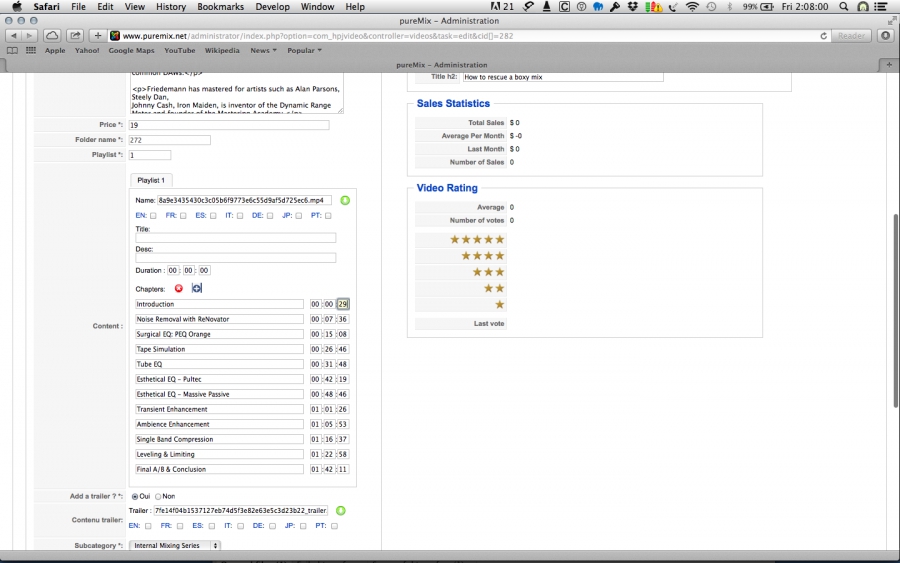 Safari File Edit View History Bookmarks Develop Window Help 21 99% Fri 2:08:00
pureMix – Administration
www.puremix.net/administrator/index.php?option=com_hpjvideo&controller=videos&task=edit&cid[]=282 Reader
Apple Yahoo! Google Maps YouTube Wikipedia News Popular
pureMix – Administration
common DAWs.</p>
<p>Friedemann has mastered for artists such as Alan Parsons,
Steely Dan,
Johnny Cash, Iron Maiden, is inventor of the Dynamic Range
Meter and founder of the Mastering Academy.</p>
Title h2: How to rescue a boxy mix
Price *: 19
Folder name *: 272
Playlist *: 1
Sales Statistics
Total Sales $ 0
Average Per Month $ -0
Last Month $ 0
Number of Sales 0
Content :
Playlist 1
Name: 8a9e3435430c3c05b6f9773e6c55d9af5d725ec6.mp4
EN: FR: ES: IT: DE: JP: PT:
Title:
Desc:
Duration : 00 : 00 : 00
Chapters:
Introduction 00 : 00 : 29
Noise Removal with ReNovator 00 : 07 : 36
Surgical EQ: PEQ Orange 00 : 15 : 08
Tape Simulation 00 : 26 : 46
Tube EQ 00 : 31 : 48
Esthetical EQ – Pultec 00 : 42 : 19
Esthetical EQ – Massive Passive 00 : 48 : 46
Transient Enhancement 01 : 01 : 26
Ambience Enhancement 01 : 05 : 53
Single Band Compression 01 : 16 : 37
Leveling & Limiting 01 : 22 : 58
Final A/B & Conclusion 01 : 42 : 11
Video Rating
Average 0
Number of votes 0
Last vote
Add a trailer ? *: Oui Non
Contenu trailer:
Trailer : 7fe14f04b1537127eb74d5f3e82e63e5c3d23b22_trailer
EN: FR: ES: IT: DE: JP: PT:
Subcategory *: Internal Mixing Series